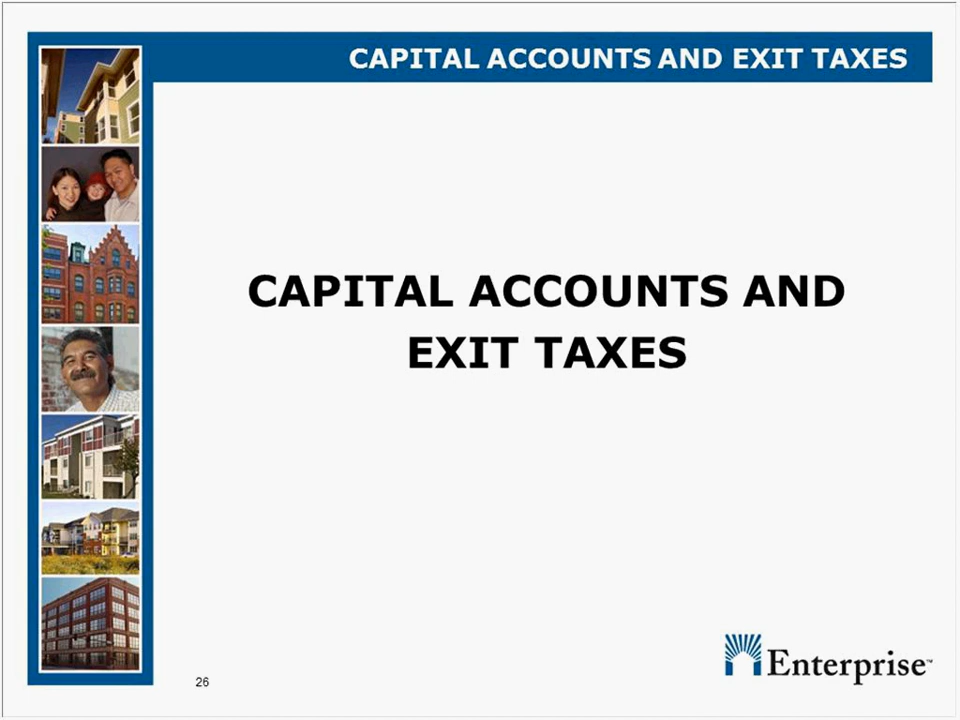 CAPITAL ACCOUNTS AND EXIT TAXES
CAPITAL ACCOUNTS AND
EXIT TAXES
26
Enterprise™